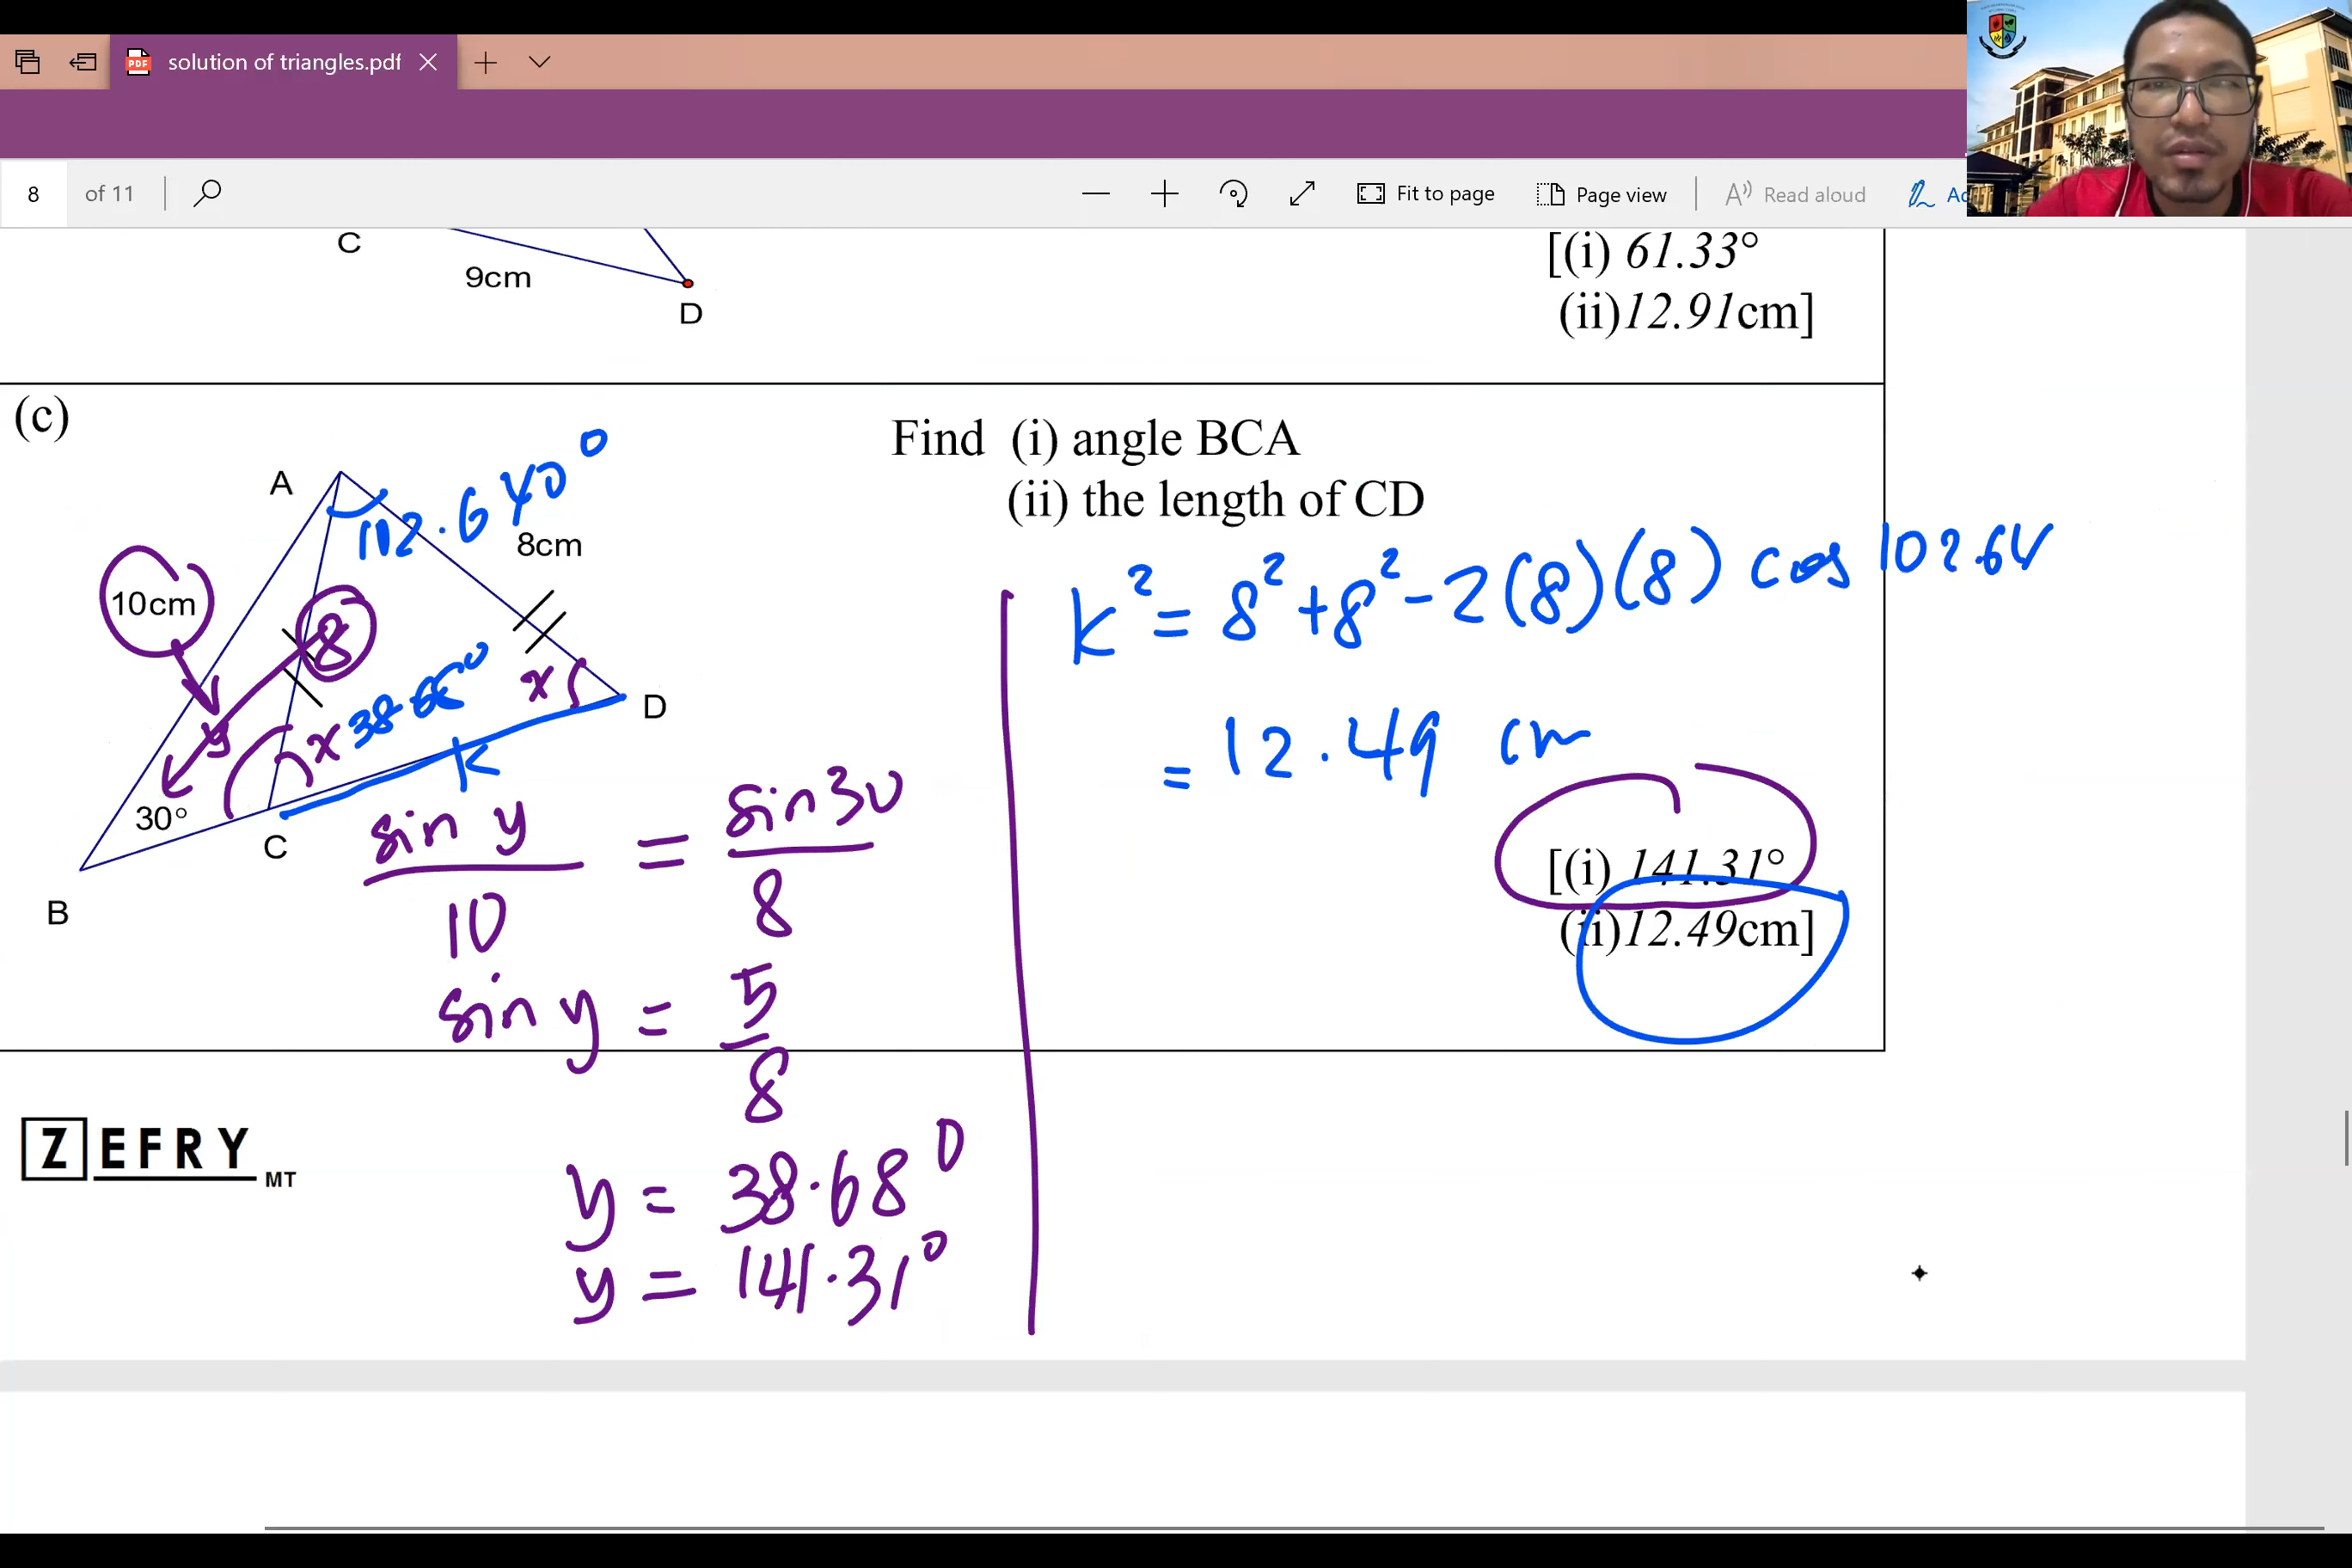 solution of triangles.pdf
8 of 11
Fit to page
Page view
Read aloud
C
9cm
D
[(i) 61.33°
(ii)12.91cm]
(c)
Find (i) angle BCA
(ii) the length of CD
A
102.640°
8cm
10cm
8
x
D
y
x
K
30°
C
B
sin y / 10 = sin 30 / 8
sin y = 5/8
y = 38.68°
y = 141.31°
k² = 8² + 8² - 2(8)(8) cos 102.64
= 12.49 cm
[(i) 141.31°
(ii)12.49cm]
ZEFRY MT